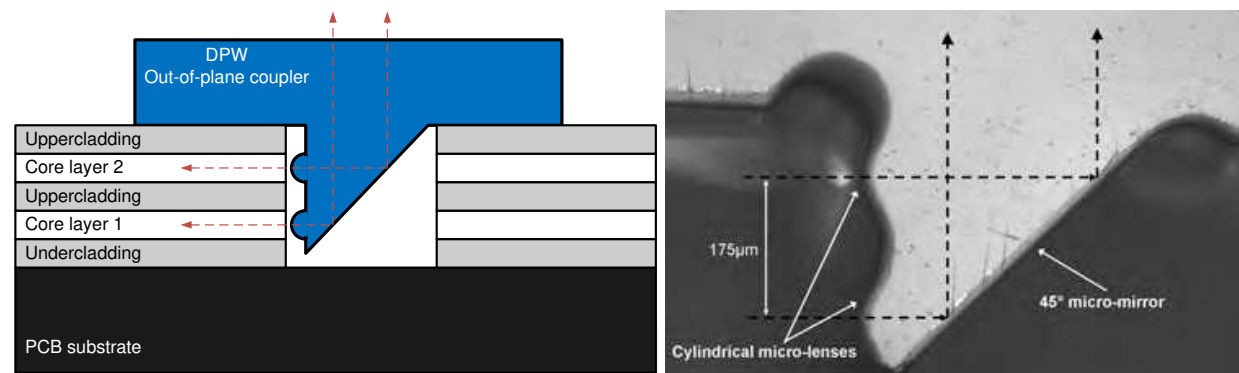 DPW
Out-of-plane coupler
Uppercladding
Core layer 2
Uppercladding
Core layer 1
Undercladding
PCB substrate
175µm
45° micro-mirror
Cylindrical micro-lenses